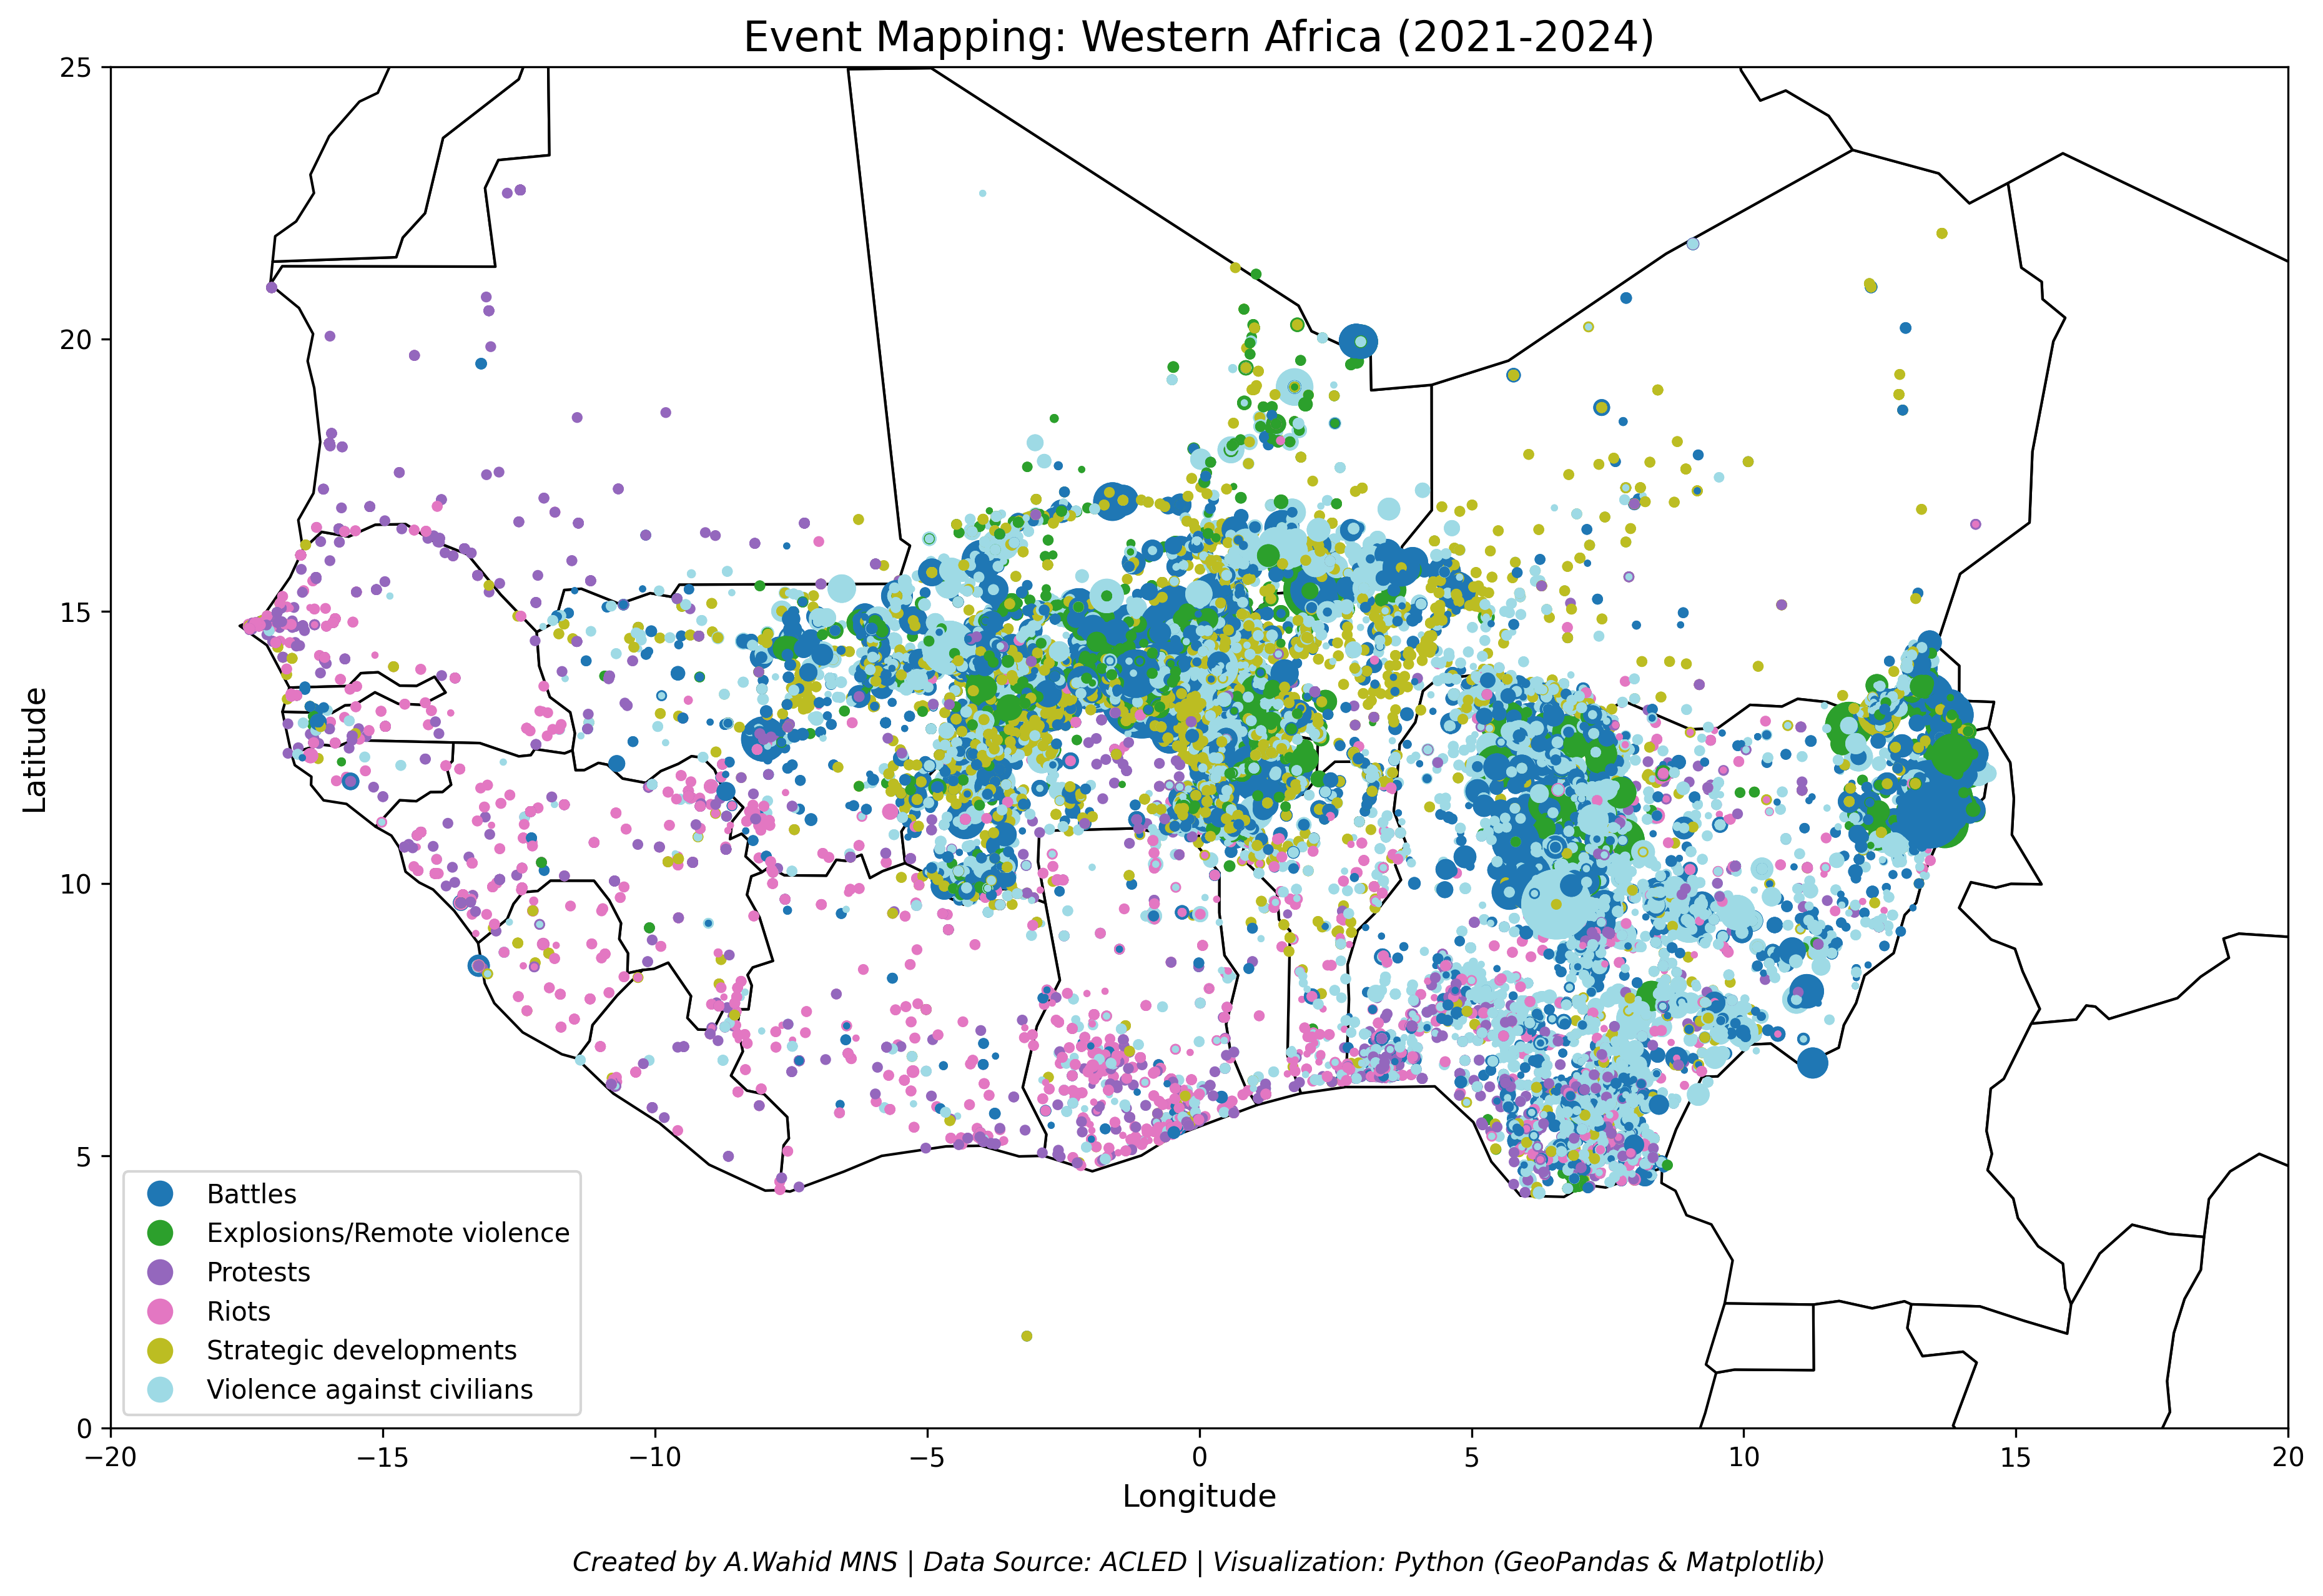 Event Mapping: Western Africa (2021-2024)
25
20
15
10
5
0
Latitude
−20
−15
−10
−5
0
5
10
15
20
Longitude
Battles
Explosions/Remote violence
Protests
Riots
Strategic developments
Violence against civilians
Created by A.Wahid MNS | Data Source: ACLED | Visualization: Python (GeoPandas & Matplotlib)